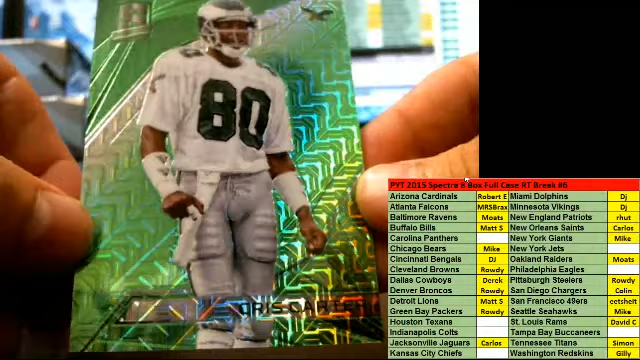 80
CRIS CARTER
PYT 2015 Spectra 8 Box Full Case RT Break #6
Arizona Cardinals Robert E Miami Dolphins Dj
Atlanta Falcons MRSBrax Minnesota Vikings Dj
Baltimore Ravens Moats New England Patriots rhut
Buffalo Bills Matt S New Orleans Saints Carlos
Carolina Panthers New York Giants Mike
Chicago Bears Mike New York Jets
Cincinnati Bengals DJ Oakland Raiders Moats
Cleveland Browns Rowdy Philadelphia Eagles
Dallas Cowboys Derek Pittsburgh Steelers Rowdy
Denver Broncos Rowdy San Diego Chargers Colin
Detroit Lions Matt S San Francisco 49ers eetshelt
Green Bay Packers Rowdy Seattle Seahawks Mike
Houston Texans St. Louis Rams David C
Indianapolis Colts Tampa Bay Buccaneers
Jacksonville Jaguars Carlos Tennessee Titans Simon
Kansas City Chiefs Washington Redskins